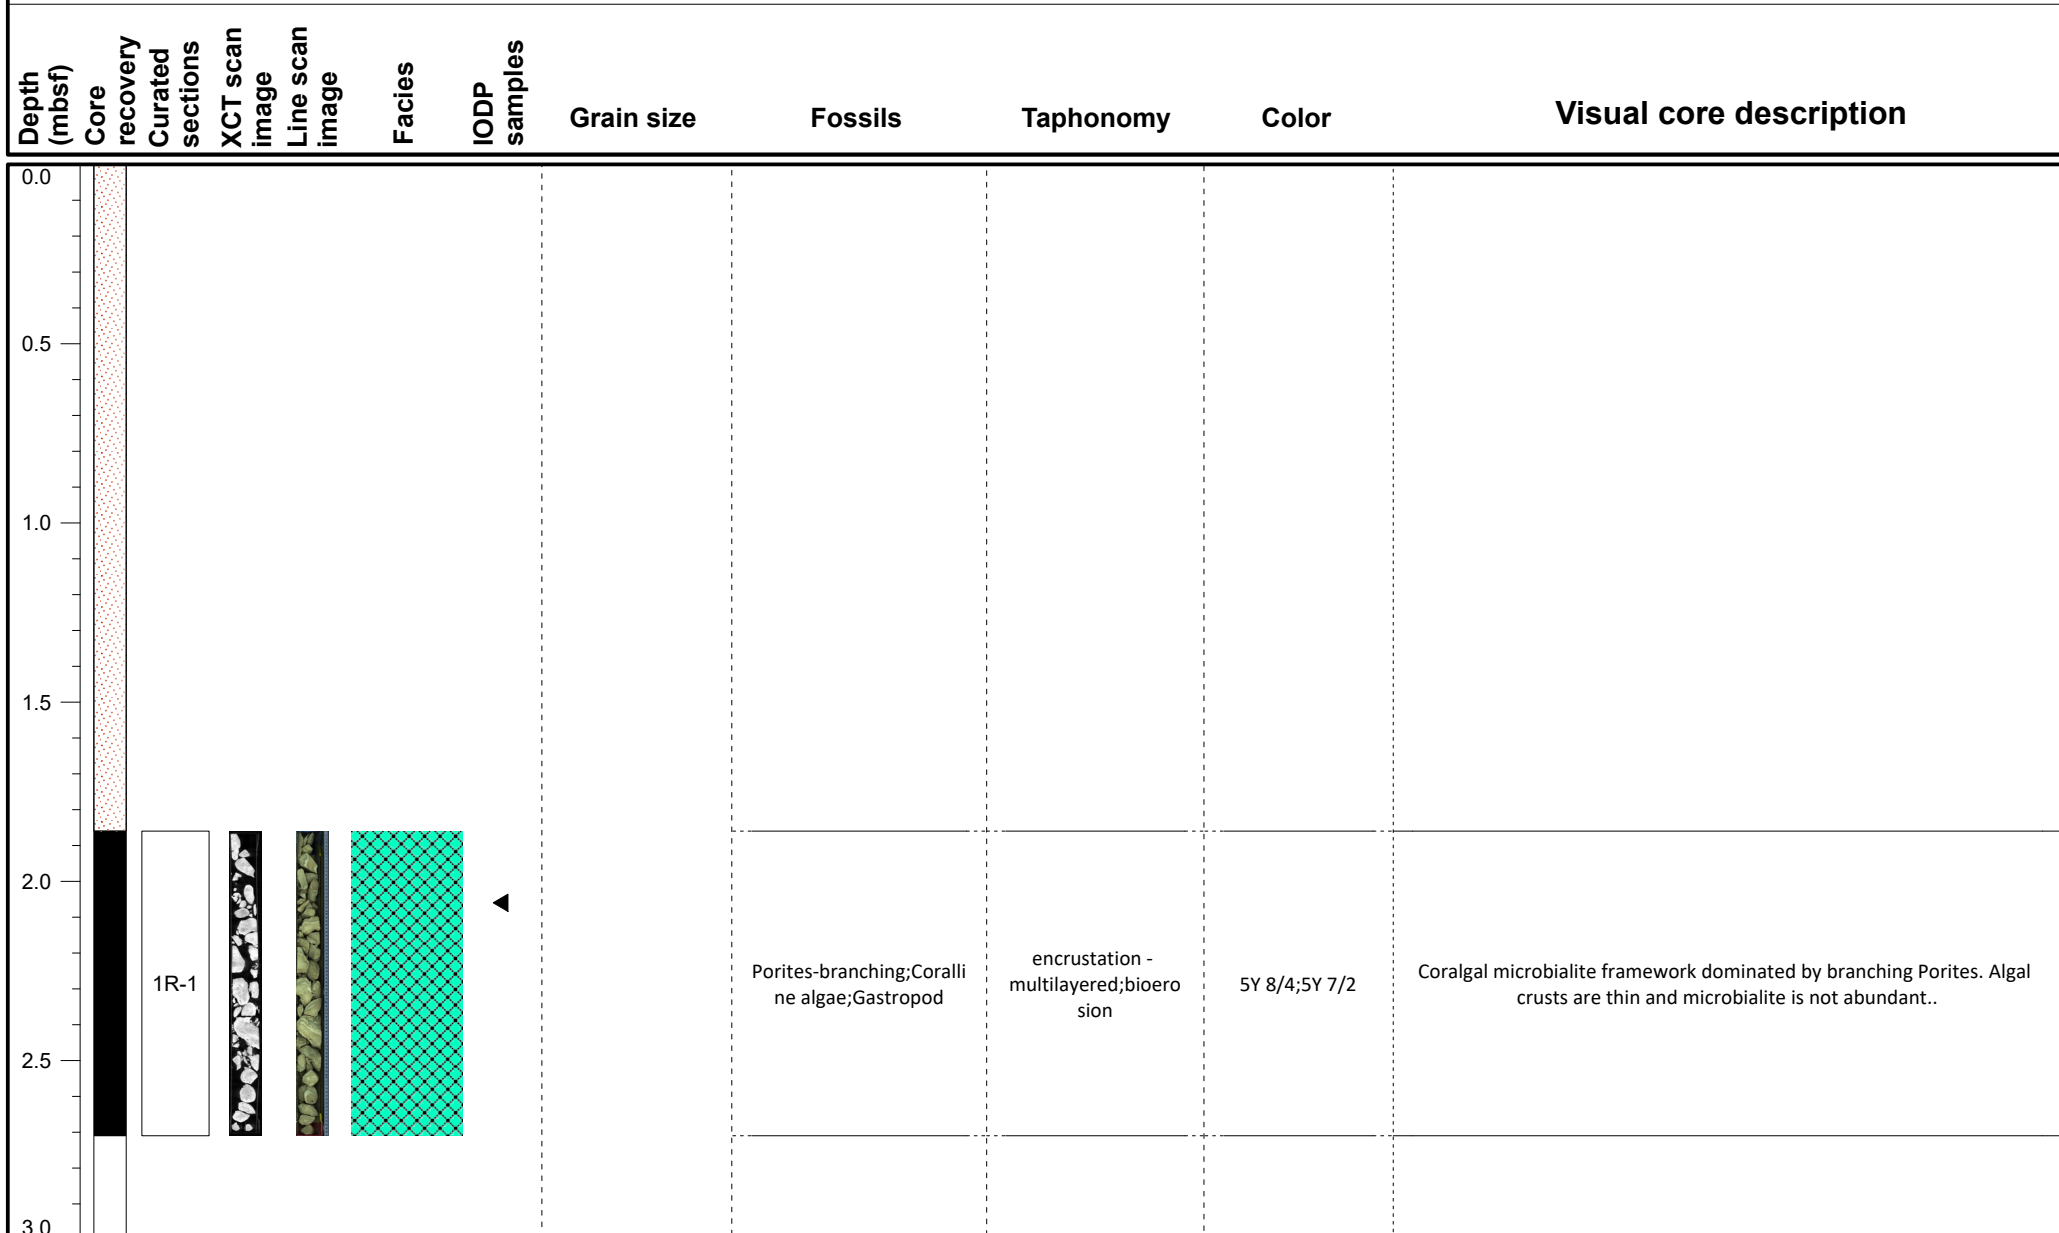 Depth
(mbsf)
Core
recovery
Curated
sections
XCT scan
image
Line scan
image
Facies
IODP
samples
Grain size
Fossils
Taphonomy
Color
Visual core description
0.0
0.5
1.0
1.5
2.0
2.5
3.0
1R-1
Porites-branching;Coralli
ne algae;Gastropod
encrustation -
multilayered;bioero
sion
5Y 8/4;5Y 7/2
Coralgal microbialite framework dominated by branching Porites. Algal
crusts are thin and microbialite is not abundant..